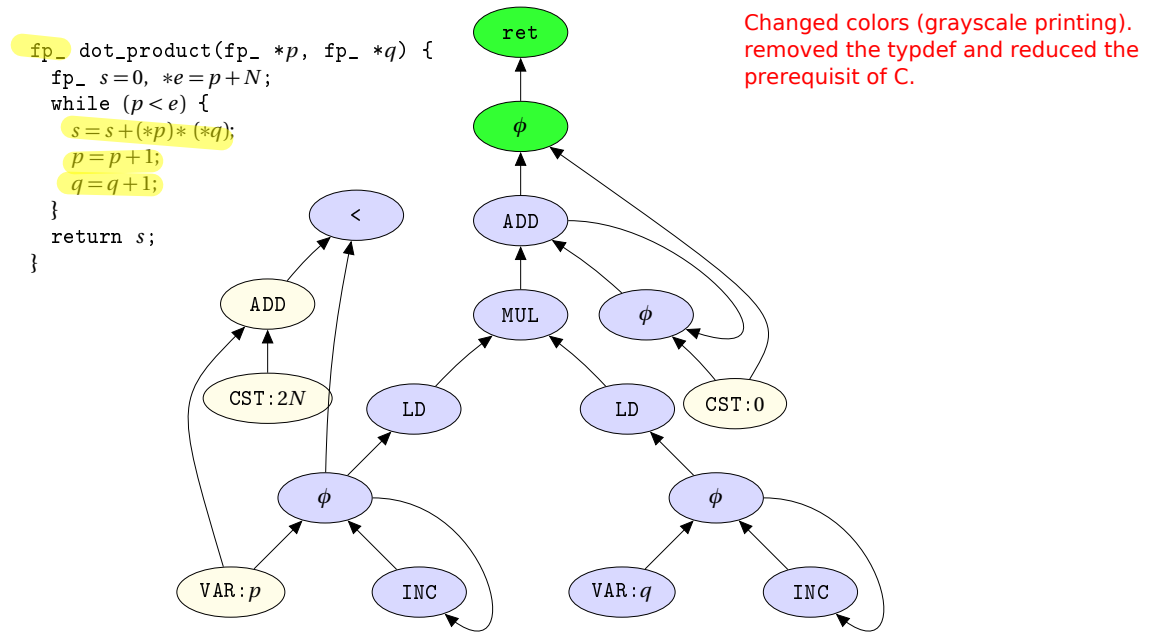 fp_ dot_product(fp_ *p, fp_ *q) {
fp_ s=0, *e=p+N;
while (p<e) {
s=s+(*p)*(*q);
p=p+1;
q=q+1;
}
return s;
}
Changed colors (grayscale printing).
removed the typdef and reduced the
prerequisit of C.
ret
ϕ
<
ADD
ADD
MUL
ϕ
CST:2N
LD
LD
CST:0
ϕ
ϕ
VAR:p
INC
VAR:q
INC